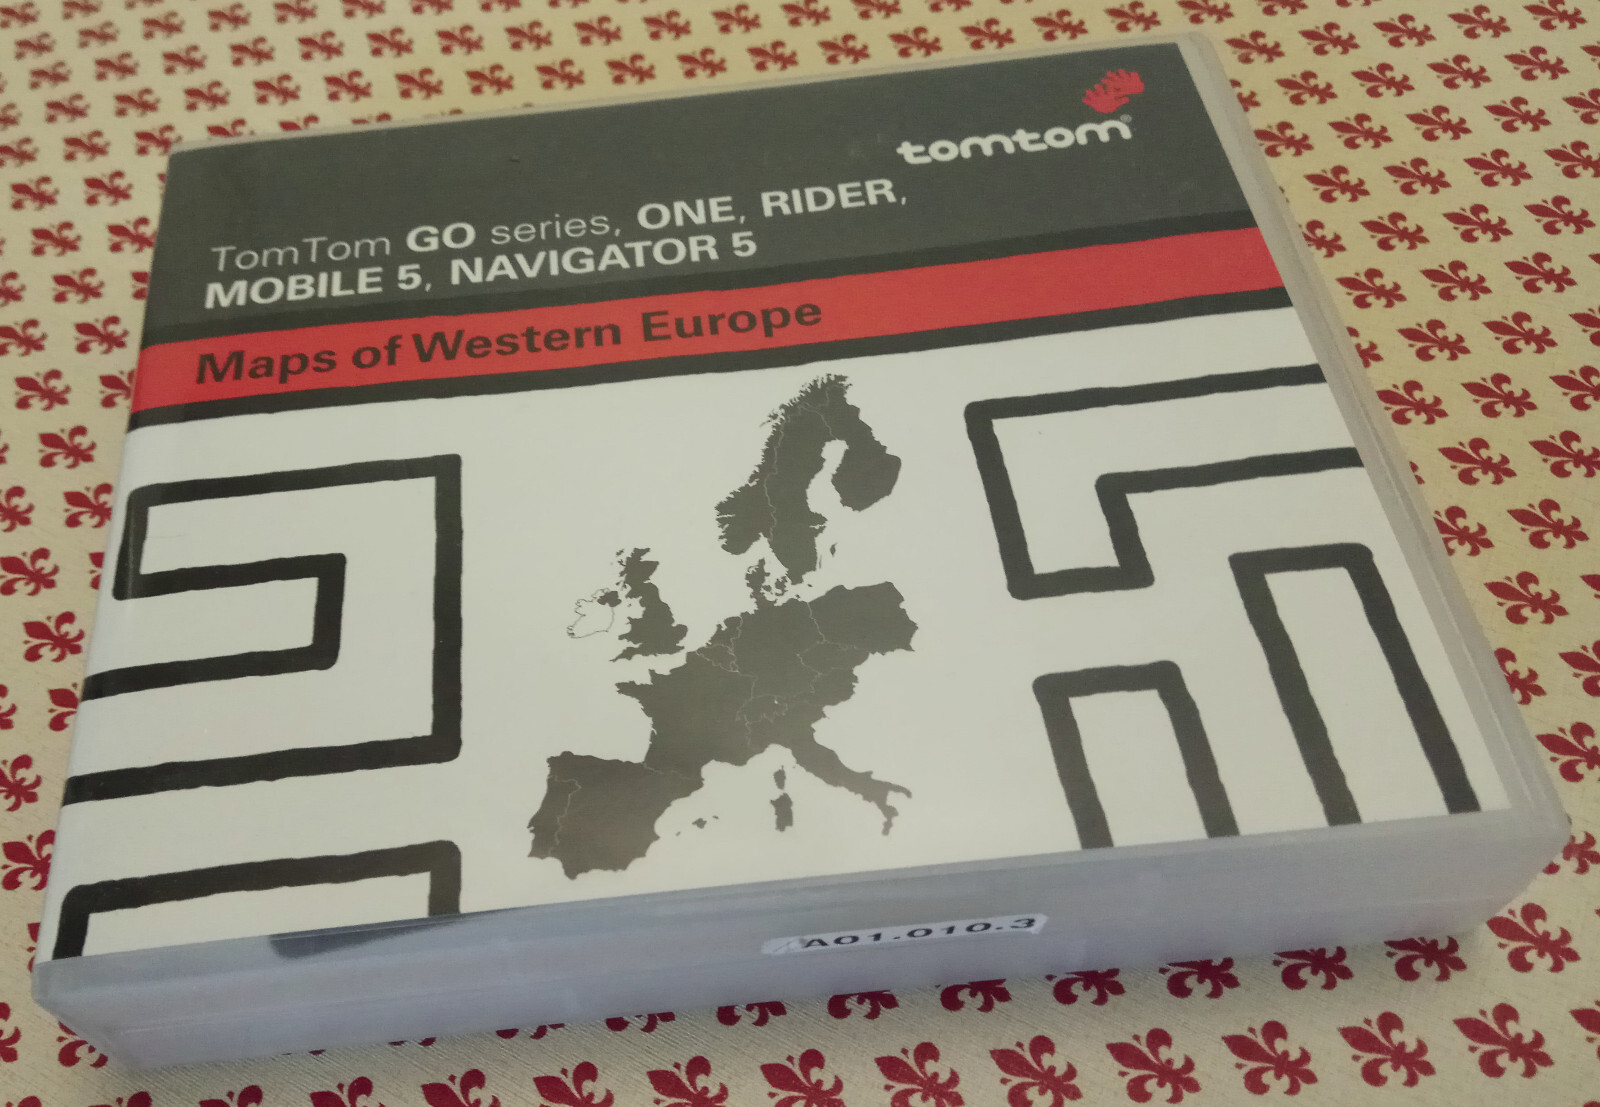 tomtom®
TomTom GO series, ONE, RIDER,
MOBILE 5, NAVIGATOR 5
Maps of Western Europe
A01.010.3